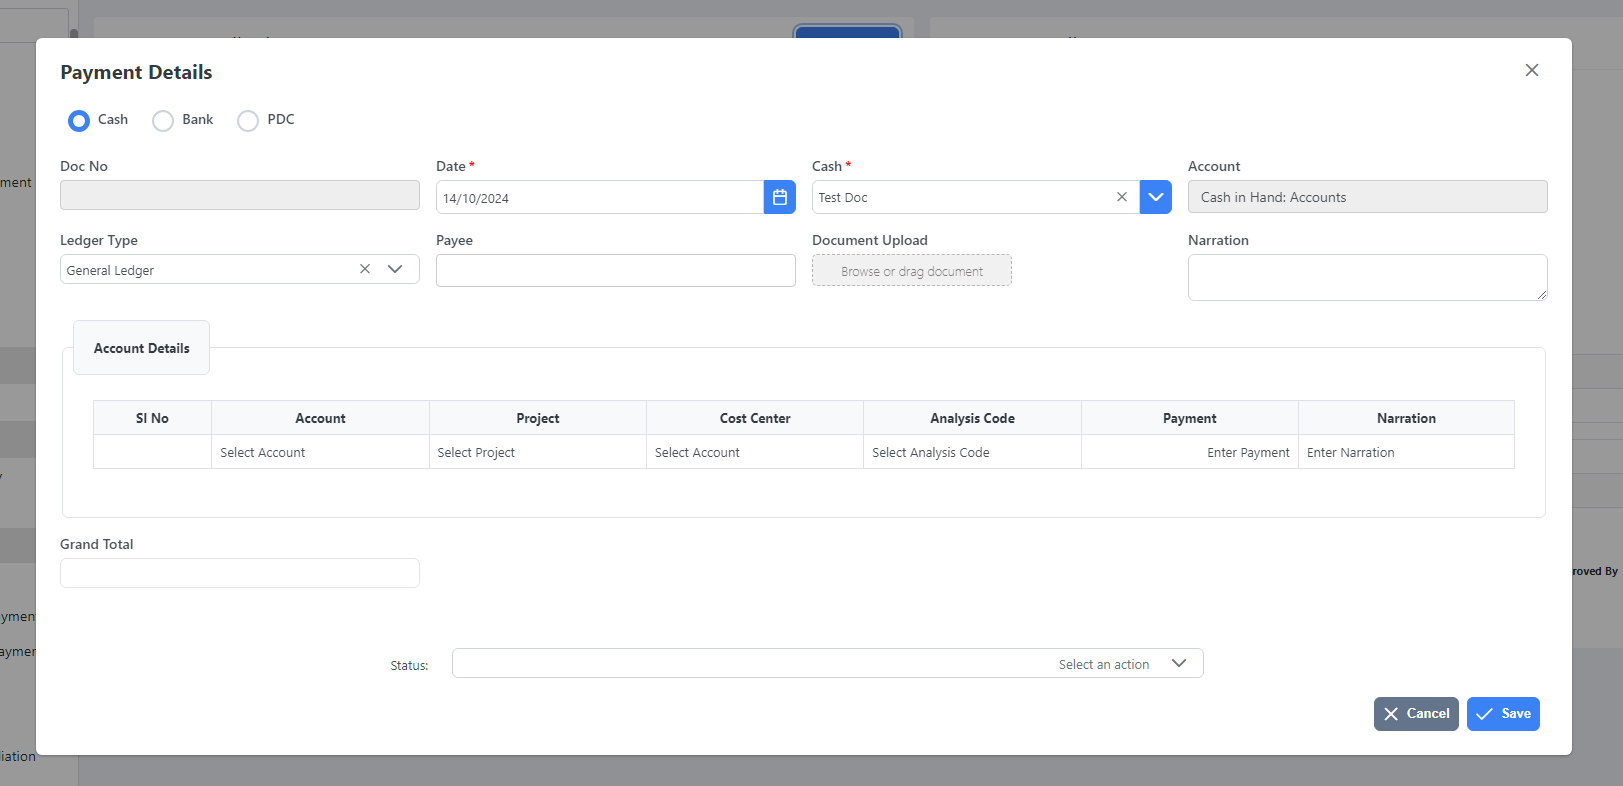 Payment Details
Cash Bank PDC
Doc No Date * Cash * Account
14/10/2024 Test Doc Cash in Hand: Accounts
Ledger Type Payee Document Upload Narration
General Ledger Browse or drag document
Account Details
SI No Account Project Cost Center Analysis Code Payment Narration
Select Account Select Project Select Account Select Analysis Code Enter Payment Enter Narration
Grand Total
Status: Select an action
Cancel Save
ment
roved By
ymen
aymer
iation